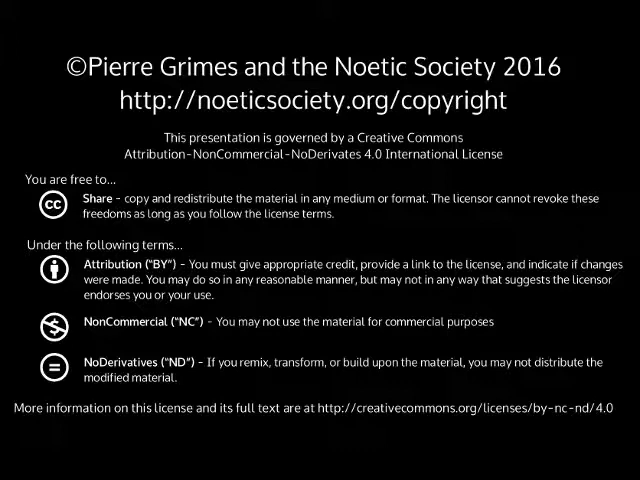 ©Pierre Grimes and the Noetic Society 2016
http://noeticsociety.org/copyright
This presentation is governed by a Creative Commons
Attribution-NonCommercial-NoDerivates 4.0 International License
You are free to...
cc
Share - copy and redistribute the material in any medium or format. The licensor cannot revoke these
freedoms as long as you follow the license terms.
Under the following terms...
Attribution ("BY") - You must give appropriate credit, provide a link to the license, and indicate if changes
were made. You may do so in any reasonable manner, but may not in any way that suggests the licensor
endorses you or your use.
NonCommercial ("NC") - You may not use the material for commercial purposes
NoDerivatives ("ND") - If you remix, transform, or build upon the material, you may not distribute the
modified material.
More information on this license and its full text are at http://creativecommons.org/licenses/by-nc-nd/4.0